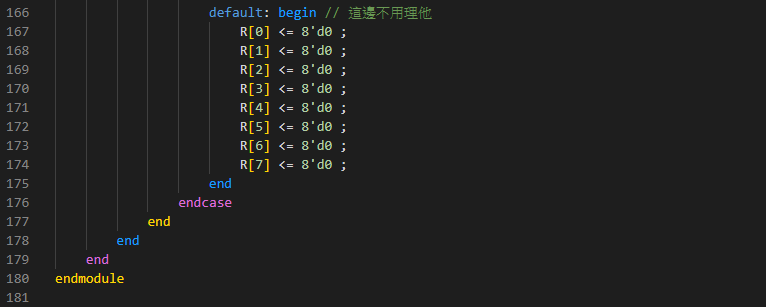 166 default: begin // 這邊不用理他
167 R[0] <= 8'd0 ;
168 R[1] <= 8'd0 ;
169 R[2] <= 8'd0 ;
170 R[3] <= 8'd0 ;
171 R[4] <= 8'd0 ;
172 R[5] <= 8'd0 ;
173 R[6] <= 8'd0 ;
174 R[7] <= 8'd0 ;
175 end
176 endcase
177 end
178 end
179 end
180 endmodule
181